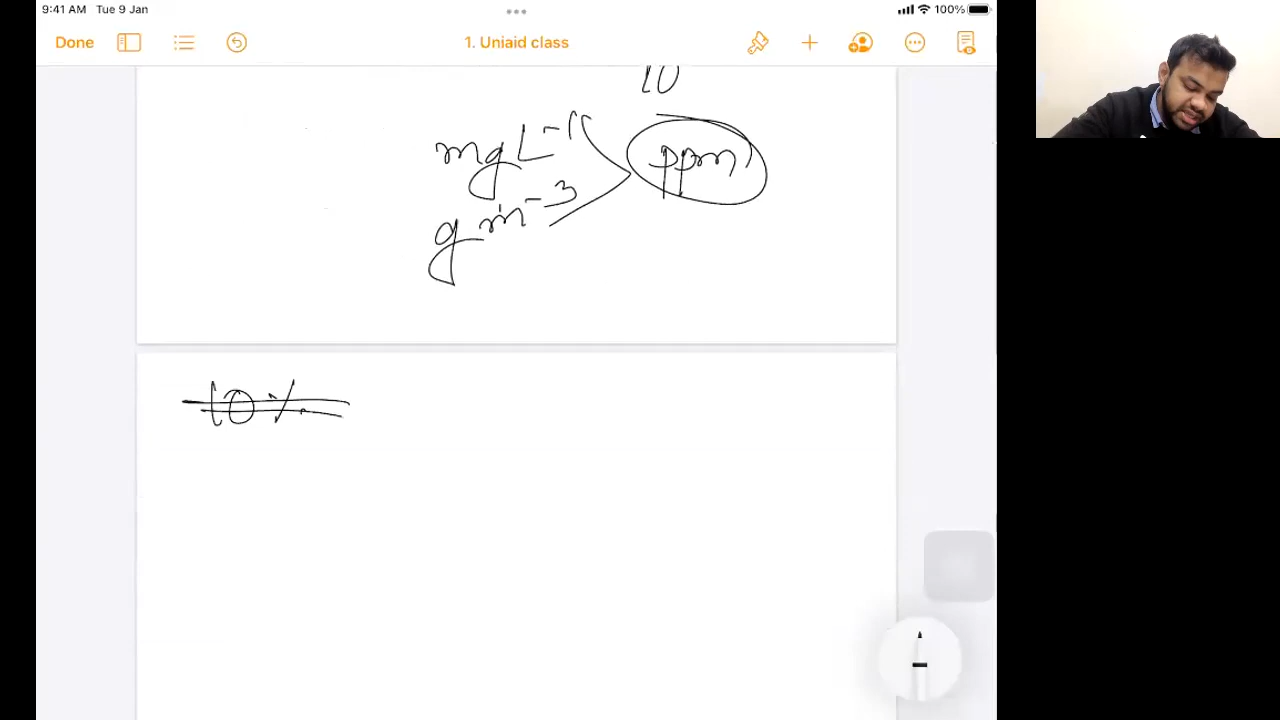 9:41 AM Tue 9 Jan
100%
Done
1. Uniaid class
10
mg L⁻¹
ppm
g m⁻³
10%